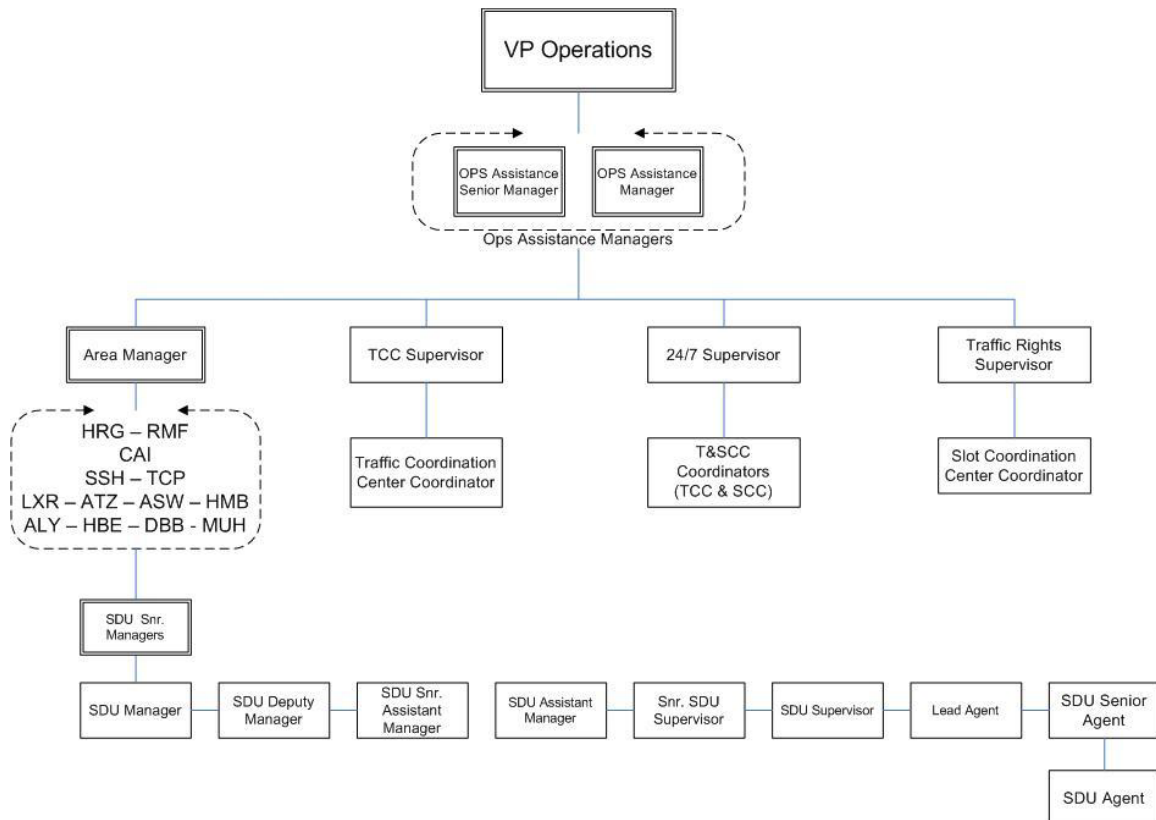 VP Operations
OPS Assistance
Senior Manager
OPS Assistance
Manager
Ops Assistance Managers
Area Manager
TCC Supervisor
24/7 Supervisor
Traffic Rights
Supervisor
HRG – RMF
CAI
SSH – TCP
LXR – ATZ – ASW – HMB
ALY – HBE – DBB - MUH
Traffic Coordination
Center Coordinator
T&SCC
Coordinators
(TCC & SCC)
Slot Coordination
Center Coordinator
SDU Snr.
Managers
SDU Manager
SDU Deputy
Manager
SDU Snr.
Assistant
Manager
SDU Assistant
Manager
Snr. SDU
Supervisor
SDU Supervisor
Lead Agent
SDU Senior
Agent
SDU Agent